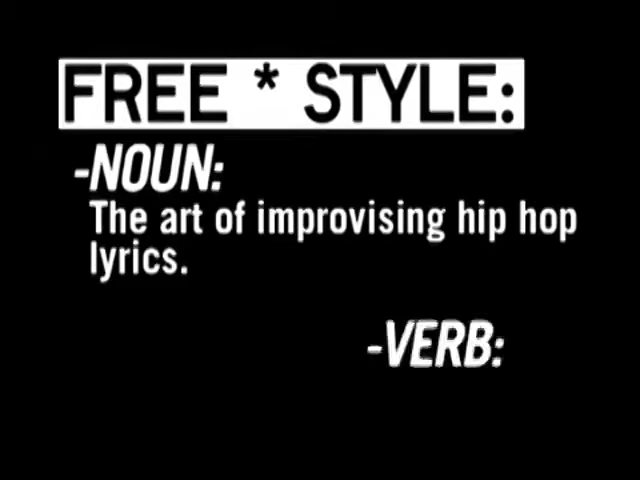 FREE * STYLE:
-NOUN:
The art of improvising hip hop
lyrics.
-VERB: